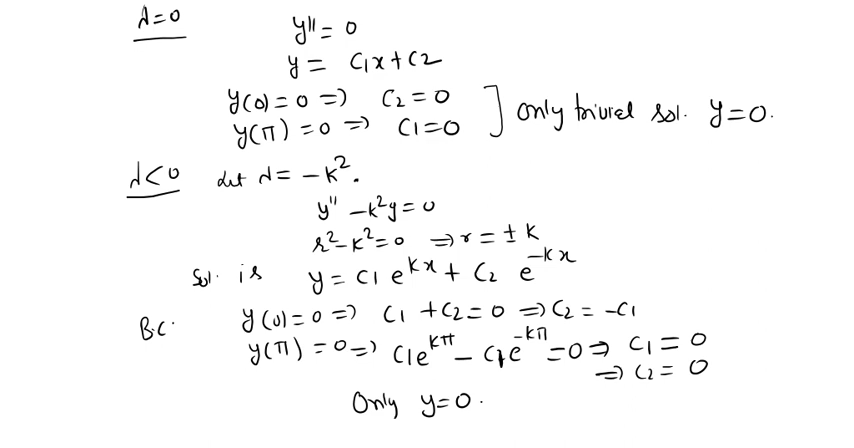 λ=0
y'' = 0
y = C1x + C2
y(0) = 0 => C2 = 0
y(π) = 0 => C1 = 0 ] Only trivial sol. y=0.
λ<0 Let λ = -k².
y'' - k²y = 0
r² - k² = 0 => r = ± k
Sol. is y = C1 e^{kx} + C2 e^{-kx}
B.C. y(0) = 0 => C1 + C2 = 0 => C2 = -C1
y(π) = 0 => C1e^{kπ} - C1e^{-kπ} = 0 => C1 = 0
=> C2 = 0
Only y=0.